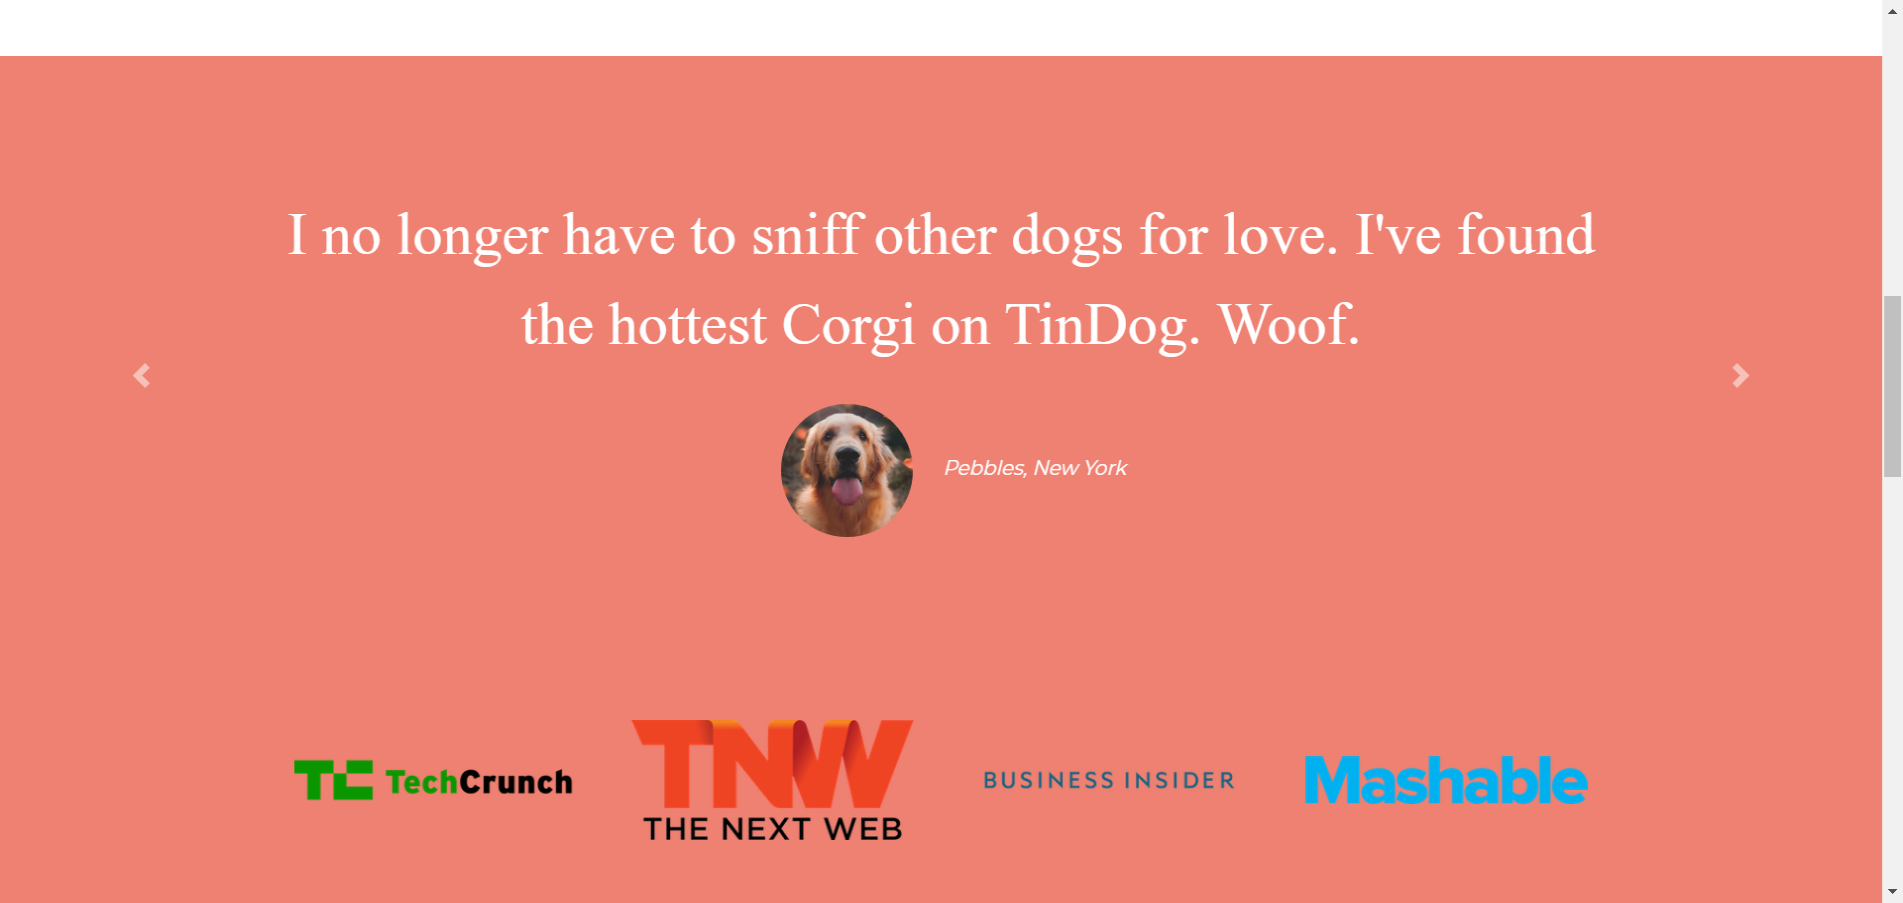 I no longer have to sniff other dogs for love. I've found
the hottest Corgi on TinDog. Woof.
Pebbles, New York
TC TechCrunch
TNW
THE NEXT WEB
BUSINESS INSIDER
Mashable